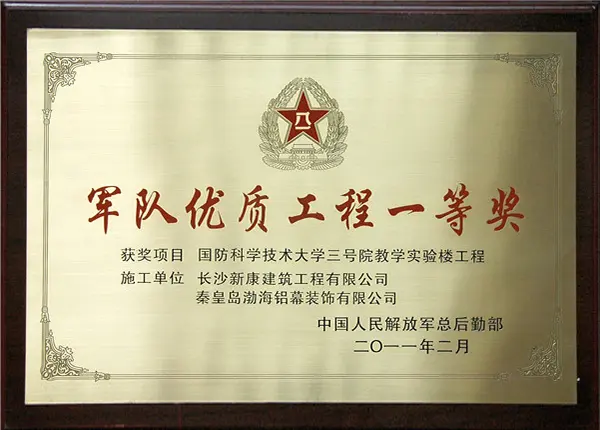 八一
军队优质工程一等奖
获奖项目 国防科学技术大学三号院教学实验楼工程
施工单位 长沙新康建筑工程有限公司
秦皇岛渤海铝幕装饰有限公司
中国人民解放军总后勤部
二〇一一年二月